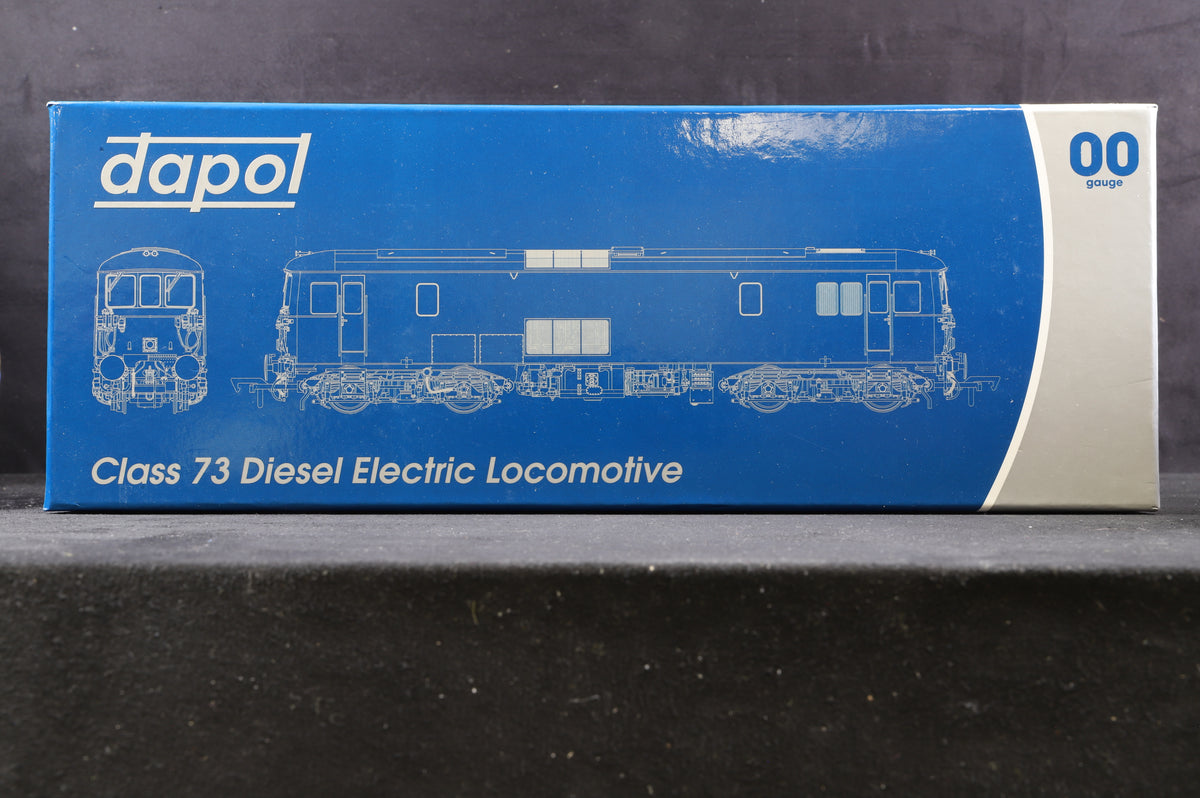 dapol
00
gauge
Class 73 Diesel Electric Locomotive